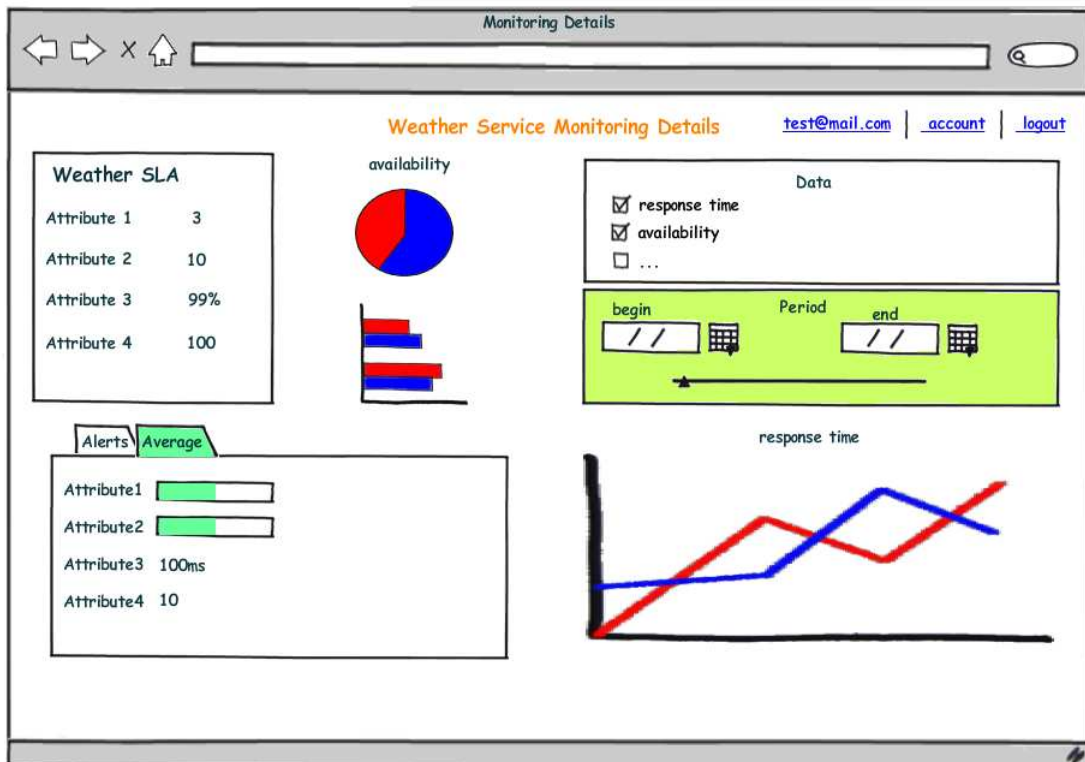 Monitoring Details
Weather Service Monitoring Details
test@mail.com account logout
Weather SLA
Attribute 1 3
Attribute 2 10
Attribute 3 99%
Attribute 4 100
availability
Data
response time
availability
...
begin Period end
/ / / /
Alerts Average
Attribute1
Attribute2
Attribute3 100ms
Attribute4 10
response time